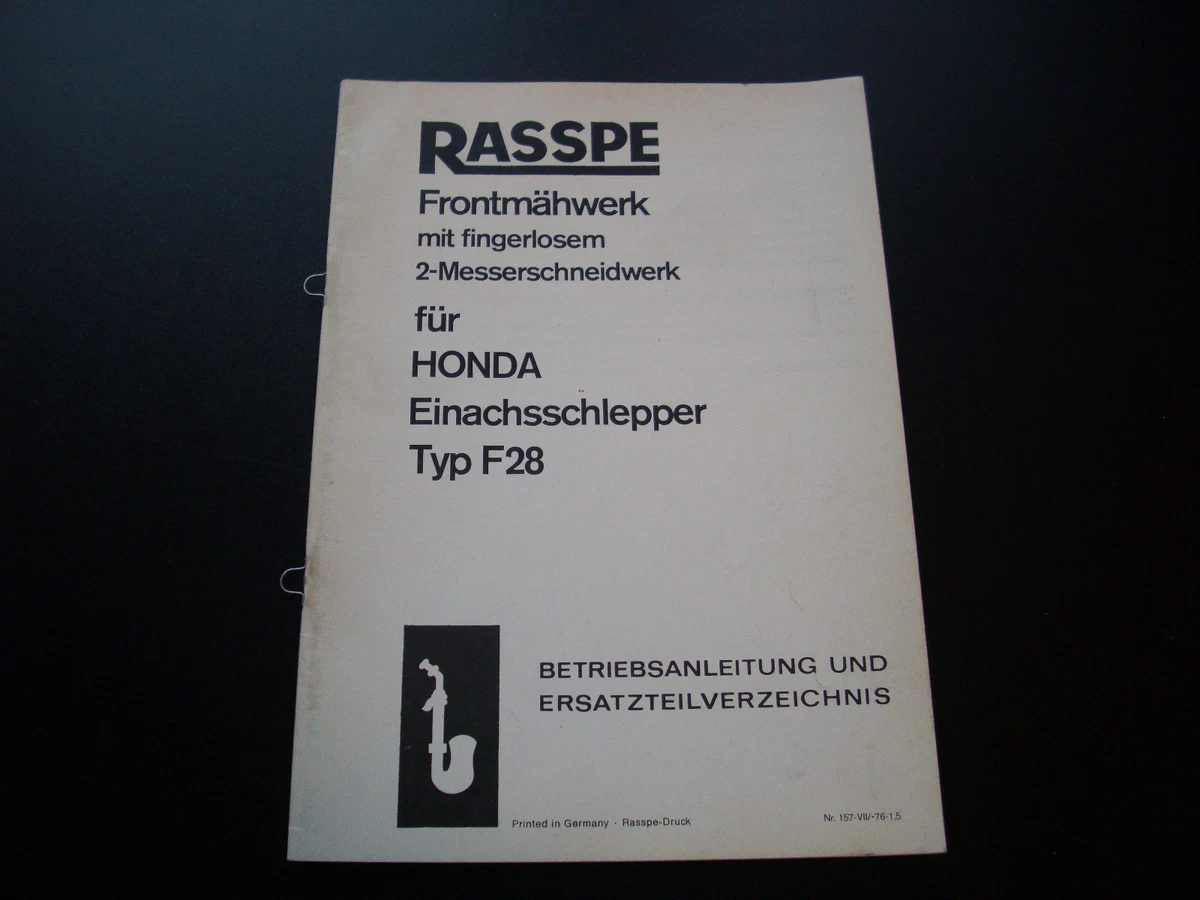 RASSPE
Frontmähwerk
mit fingerlosem
2-Messerschneidwerk
für
HONDA
Einachsschlepper
Typ F28
BETRIEBSANLEITUNG UND
ERSATZTEILVERZEICHNIS
Printed in Germany · Rasspe-Druck
Nr. 157-VII/-76-1,5